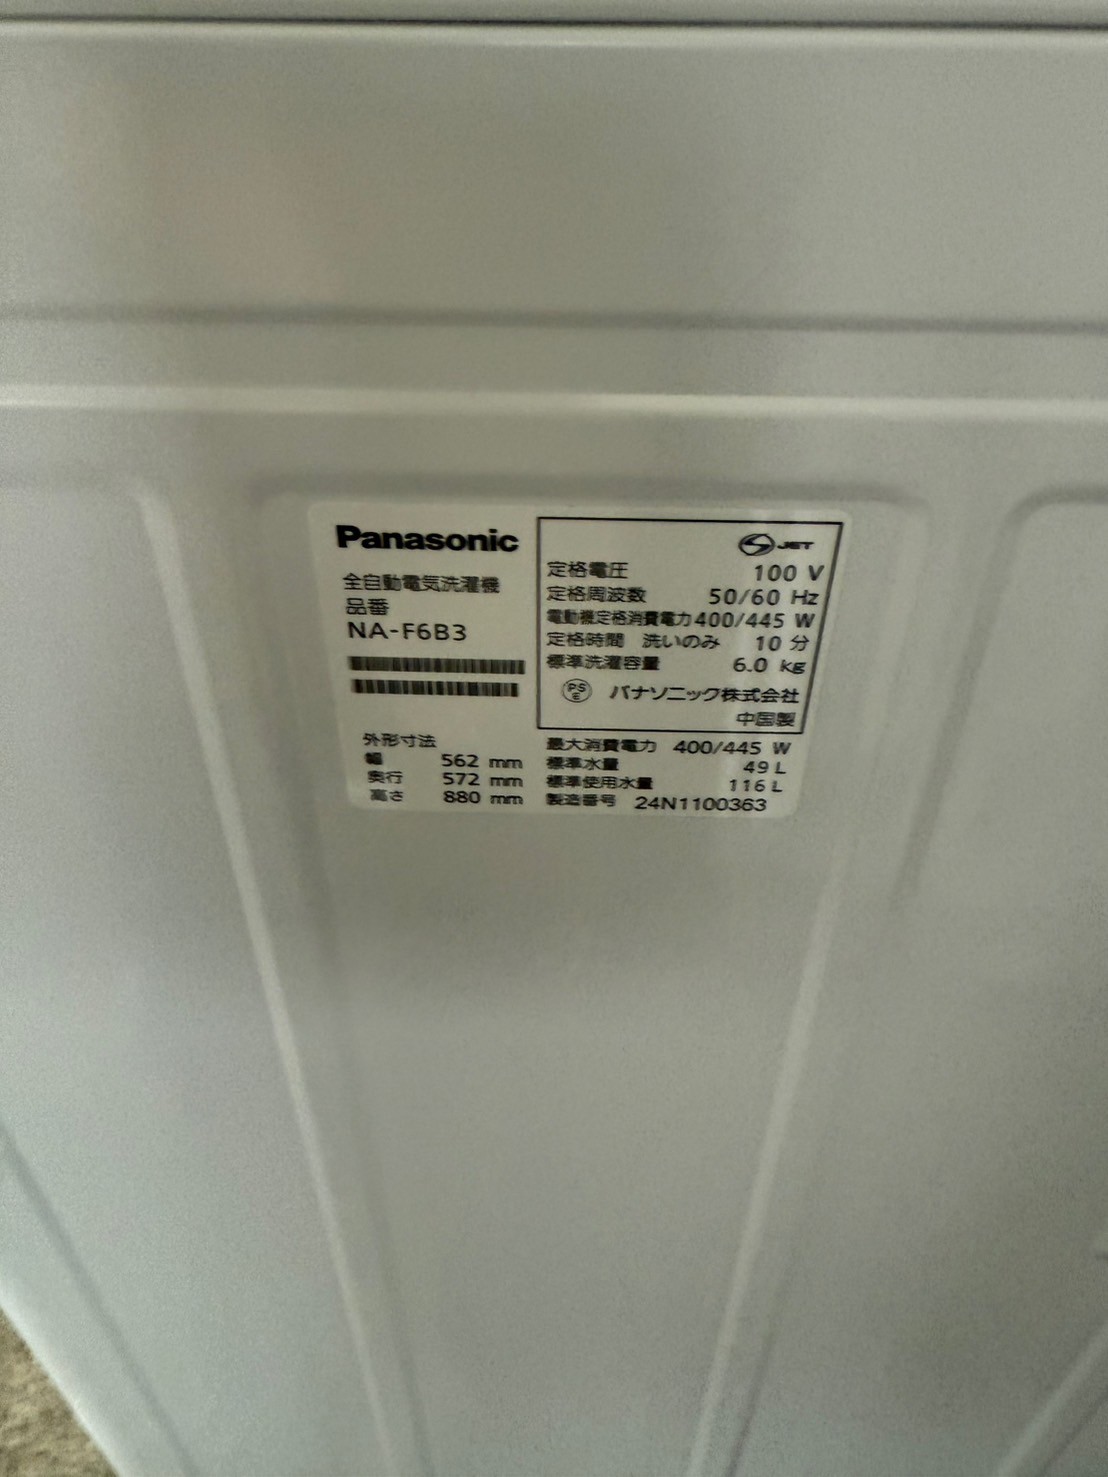 Panasonic
全自動電気洗濯機
品番
NA-F6B3
外形寸法
幅 562 mm
奥行 572 mm
高さ 880 mm
JET
定格電圧 100 V
定格周波数 50/60 Hz
電動機定格消費電力 400/445 W
定格時間 洗いのみ 10 分
標準洗濯容量 6.0 kg
PS E パナソニック株式会社
中国製
最大消費電力 400/445 W
標準水量 49 L
標準使用水量 116 L
製造番号 24N1100363